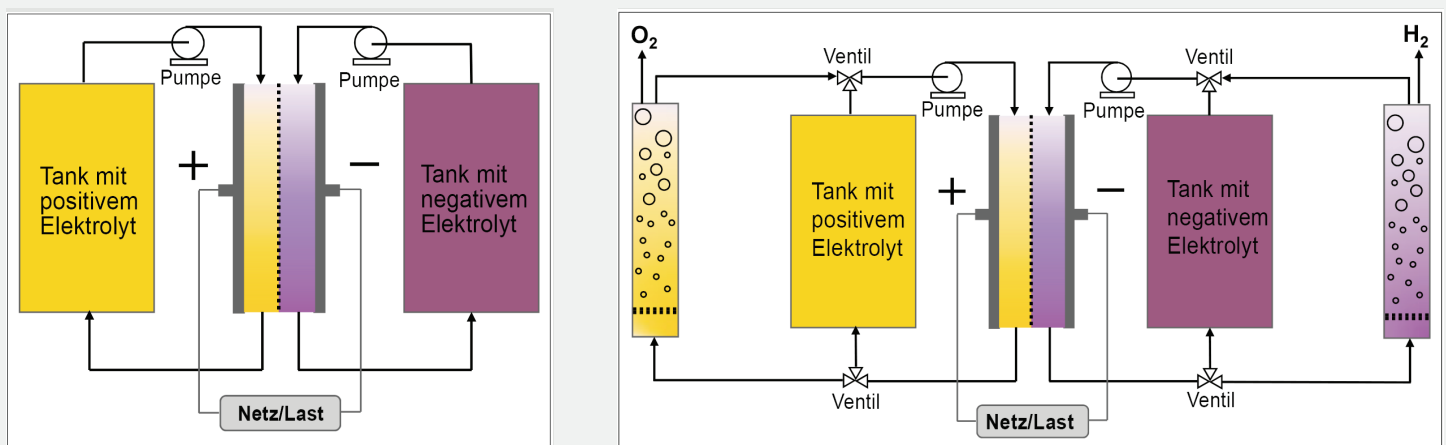 Pumpe
Pumpe
Tank mit
positivem
Elektrolyt
+
−
Tank mit
negativem
Elektrolyt
Netz/Last
O₂
H₂
Ventil
Ventil
Pumpe
Pumpe
Tank mit
positivem
Elektrolyt
+
−
Tank mit
negativem
Elektrolyt
Ventil
Ventil
Netz/Last